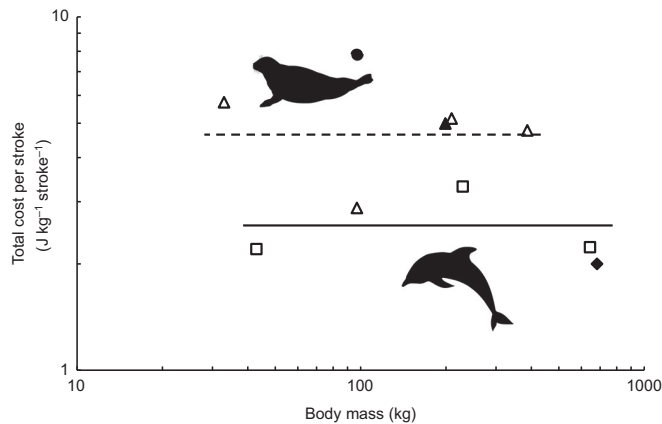 10
Total cost per stroke
(J kg⁻¹ stroke⁻¹)
1
10
100
1000
Body mass (kg)